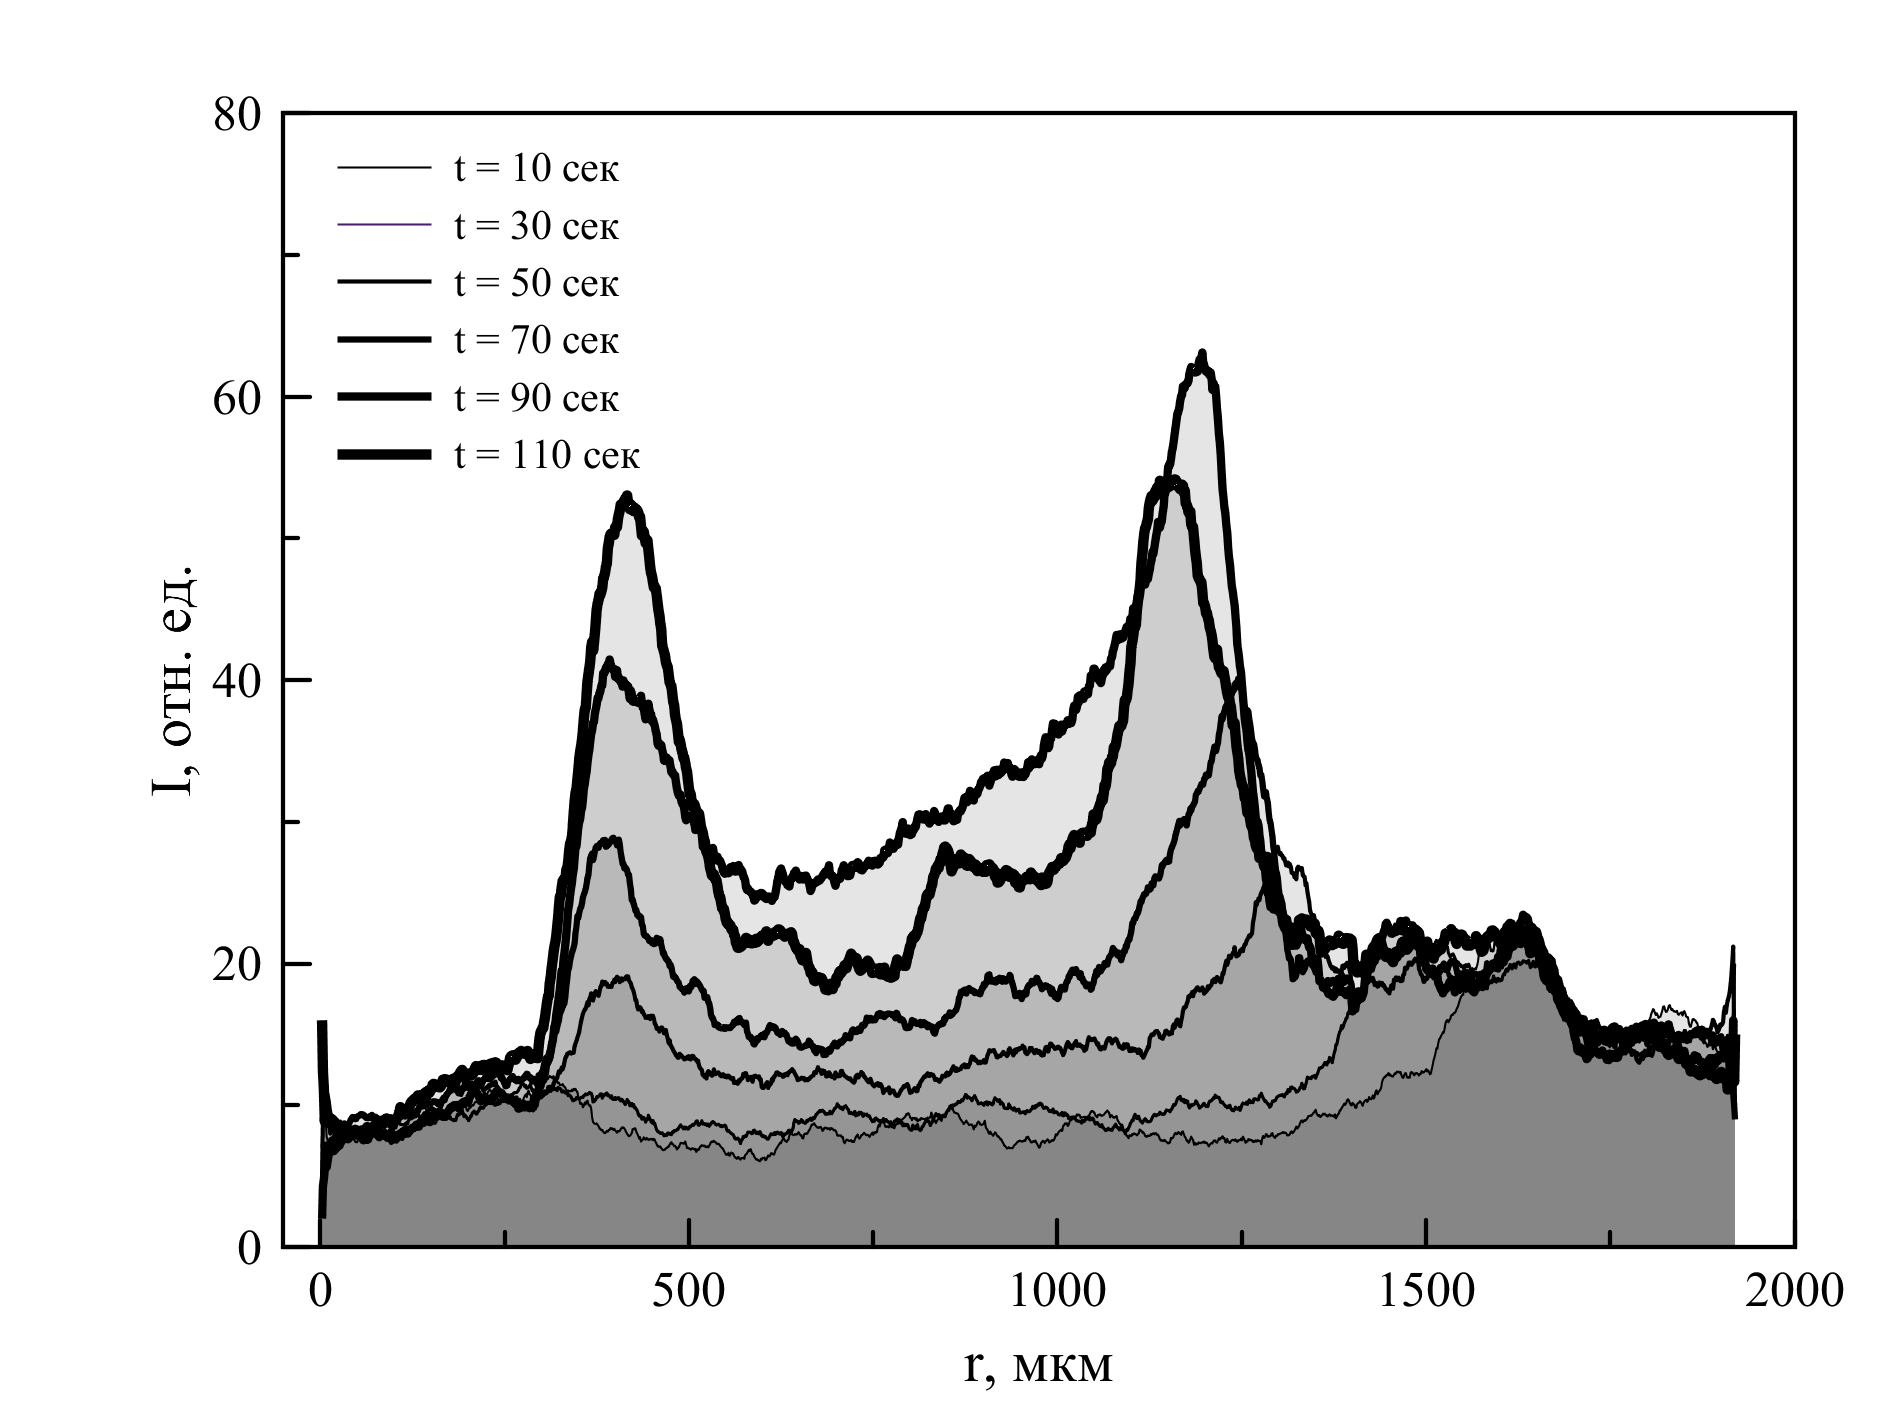 80
60
40
20
0
I, отн. ед.
t = 10 сек
t = 30 сек
t = 50 сек
t = 70 сек
t = 90 сек
t = 110 сек
0 500 1000 1500 2000
r, мкм